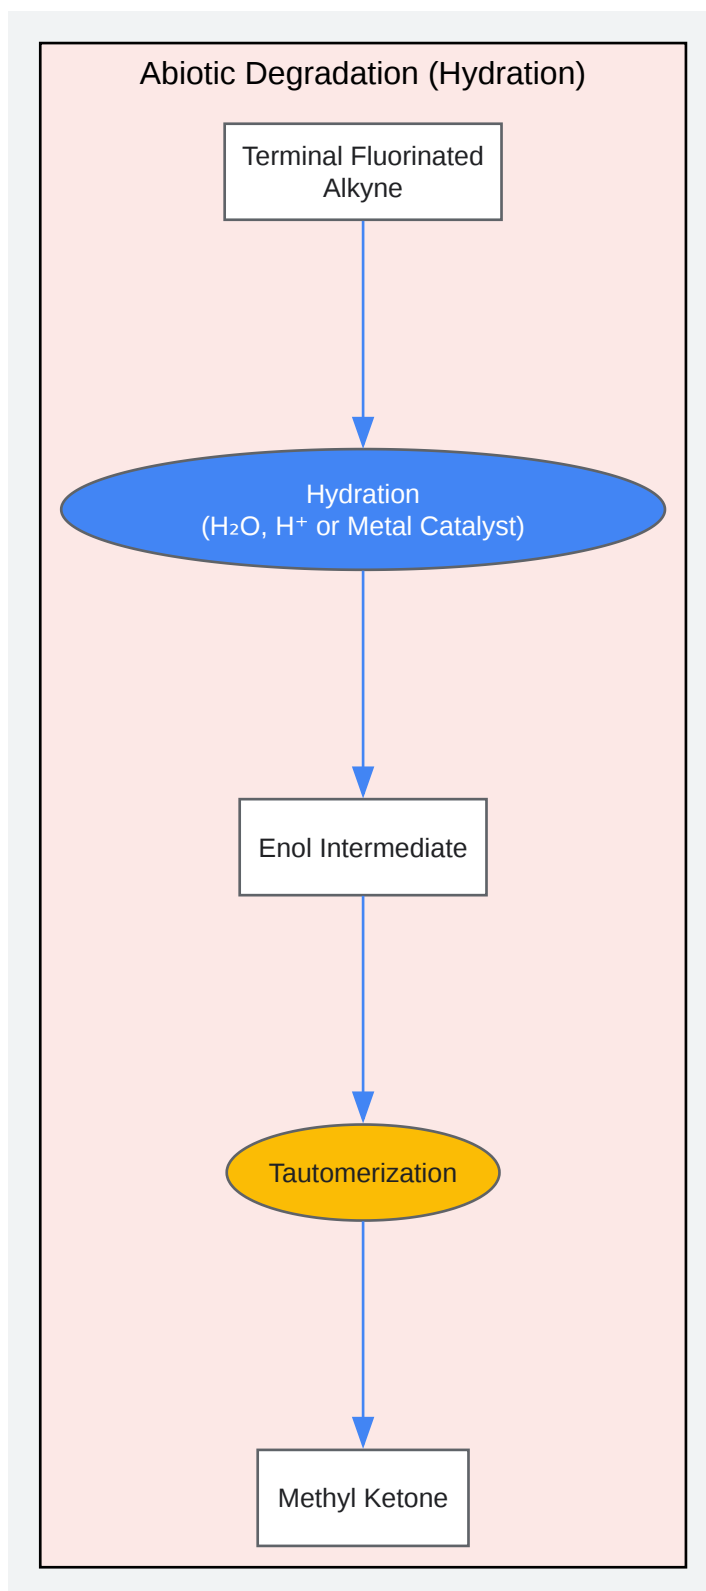 Abiotic Degradation (Hydration)
Terminal Fluorinated
Alkyne
Hydration
(H₂O, H⁺ or Metal Catalyst)
Enol Intermediate
Tautomerization
Methyl Ketone